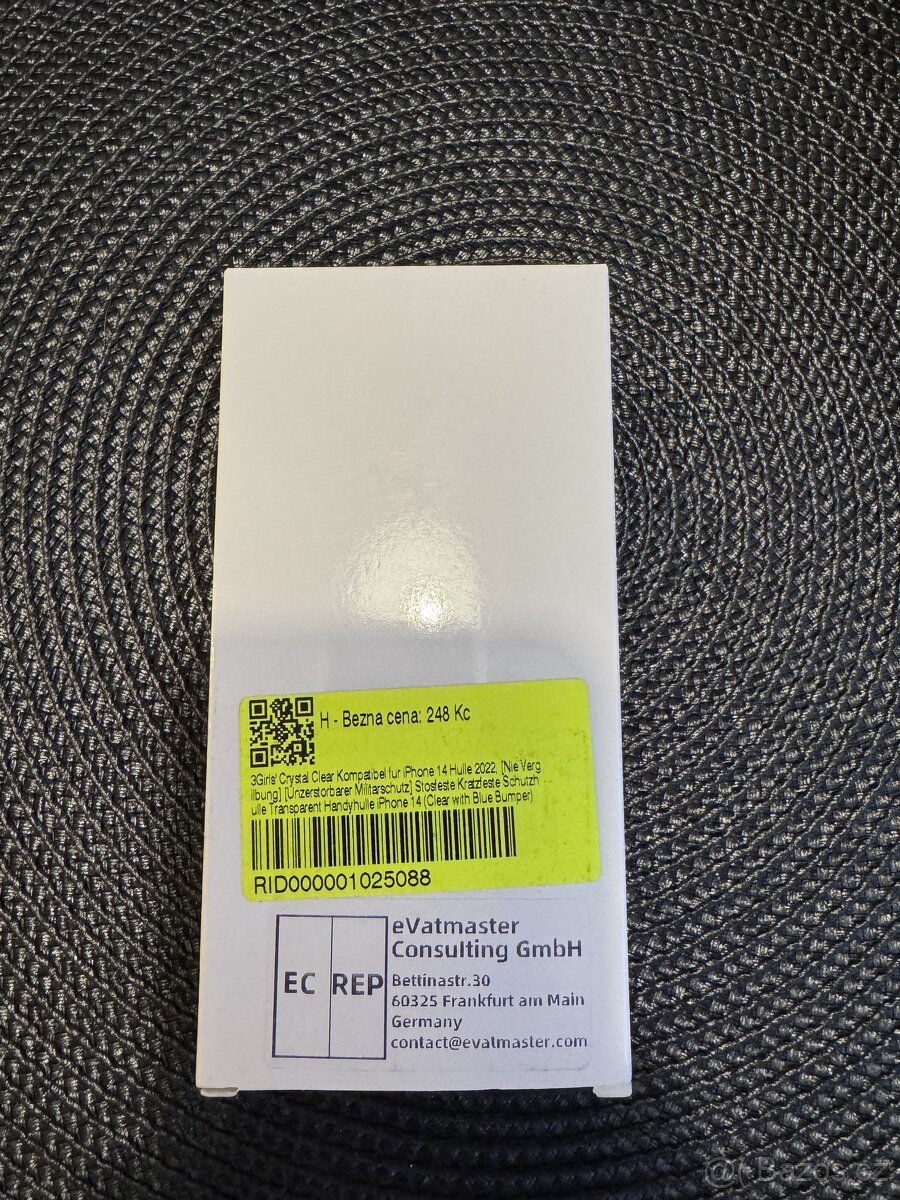 H - Bezna cena: 248 Kc
3Girls' Crystal Clear Kompatibel fur iPhone 14 Hulle 2022, [Nie Verg
ilbung] [Unzerstorbarer Militarschutz] Stosfeste Kratzfeste Schutzh
ulle Transparent Handyhulle iPhone 14 (Clear with Blue Bumper)
RID000001025088
EC REP
eVatmaster
Consulting GmbH
Bettinastr.30
60325 Frankfurt am Main
Germany
contact@evatmaster.com
Bazoš.cz